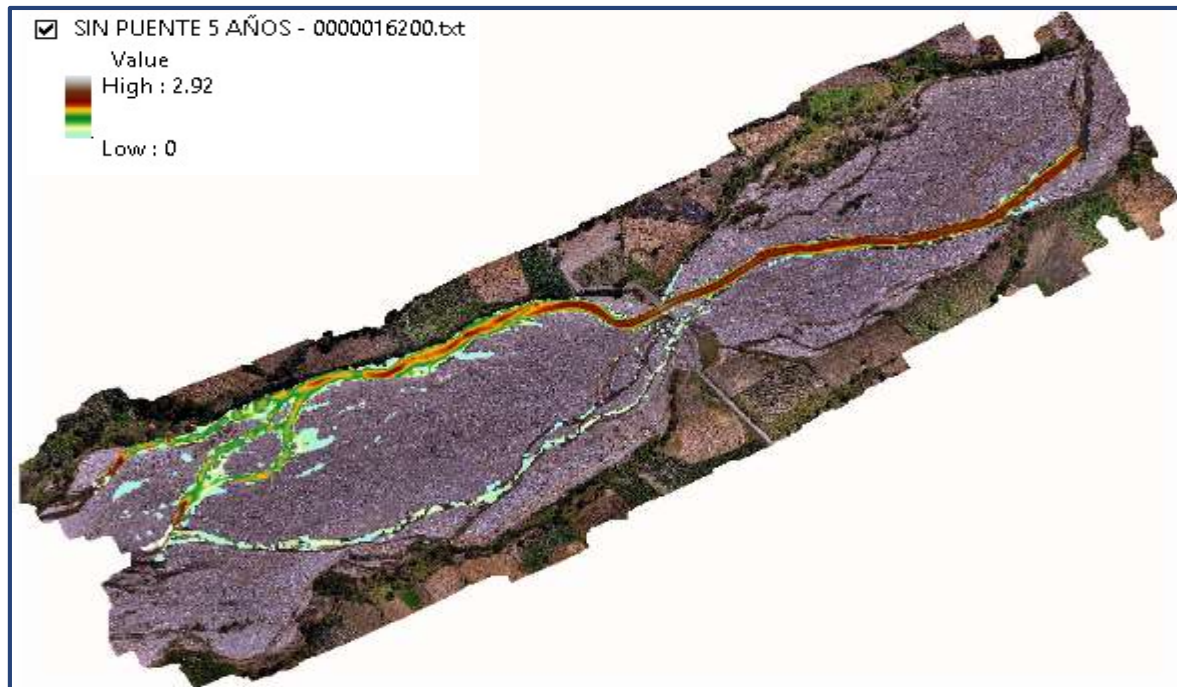 SIN PUENTE 5 AÑOS - 0000016200.txt
Value
High : 2.92
Low : 0